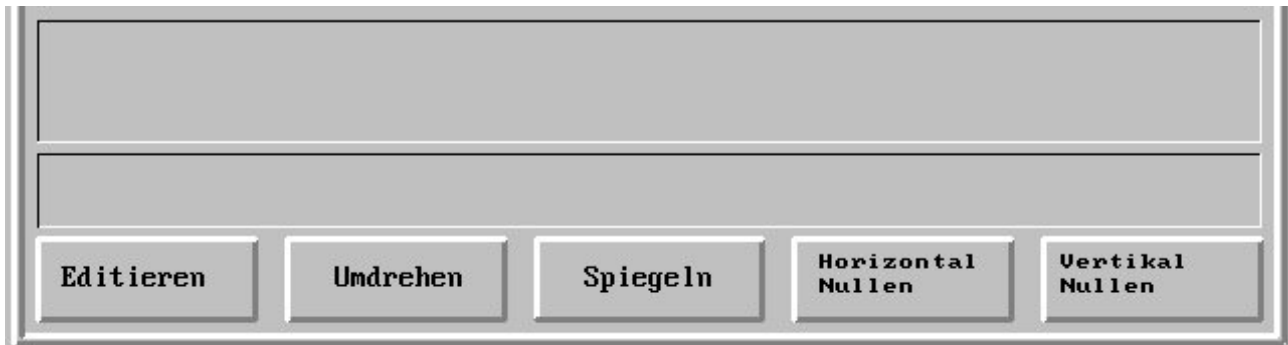 Editieren
Umdrehen
Spiegeln
Horizontal
Nullen
Vertikal
Nullen